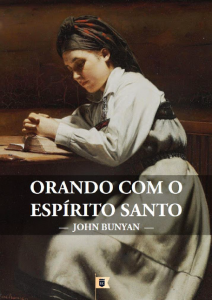 ORANDO COM O
ESPÍRITO SANTO
— JOHN BUNYAN —